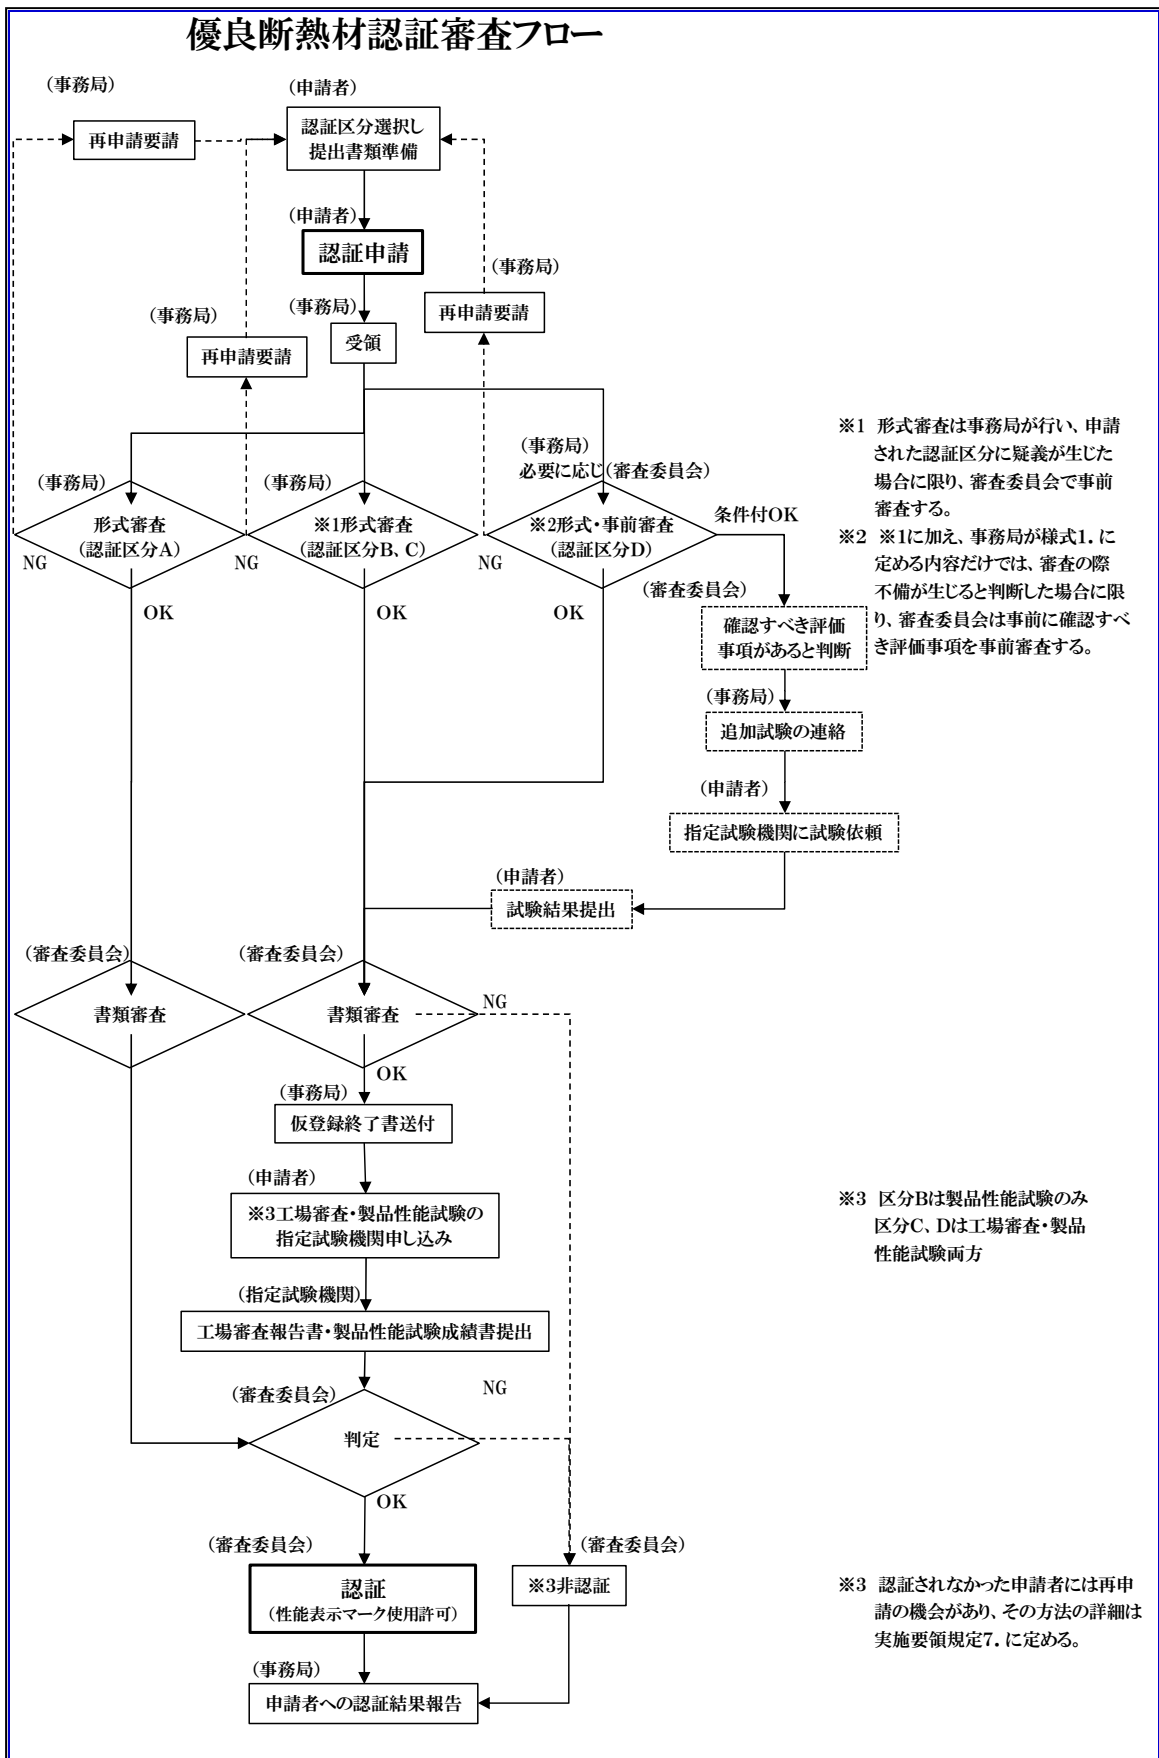 優良断熱材認証審査フロー
(事務局)
(申請者)
再申請要請
認証区分選択し
提出書類準備
(申請者)
認証申請
(事務局)
再申請要請
(事務局)
(事務局)
受領
再申請要請
(事務局)
必要に応じ(審査委員会)
(事務局)
(事務局)
形式審査
(認証区分A)
※1形式審査
(認証区分B、C)
※2形式・事前審査
(認証区分D)
条件付OK
NG
NG
NG
OK
OK
OK
※1 形式審査は事務局が行い、申請
された認証区分に疑義が生じた
場合に限り、審査委員会で事前
審査する。
※2 ※1に加え、事務局が様式1.に
定める内容だけでは、審査の際
不備が生じると判断した場合に限
り、審査委員会は事前に確認すべ
き評価事項を事前審査する。
(審査委員会)
確認すべき評価
事項があると判断
(事務局)
追加試験の連絡
(申請者)
指定試験機関に試験依頼
(申請者)
試験結果提出
(審査委員会)
(審査委員会)
書類審査
書類審査
NG
OK
(事務局)
仮登録終了書送付
(申請者)
※3工場審査・製品性能試験の
指定試験機関申し込み
※3 区分Bは製品性能試験のみ
区分C、Dは工場審査・製品
性能試験両方
(指定試験機関)
工場審査報告書・製品性能試験成績書提出
(審査委員会)
NG
判定
OK
(審査委員会)
(審査委員会)
認証
(性能表示マーク使用許可)
※3非認証
※3 認証されなかった申請者には再申
請の機会があり、その方法の詳細は
実施要領規定7.に定める。
(事務局)
申請者への認証結果報告